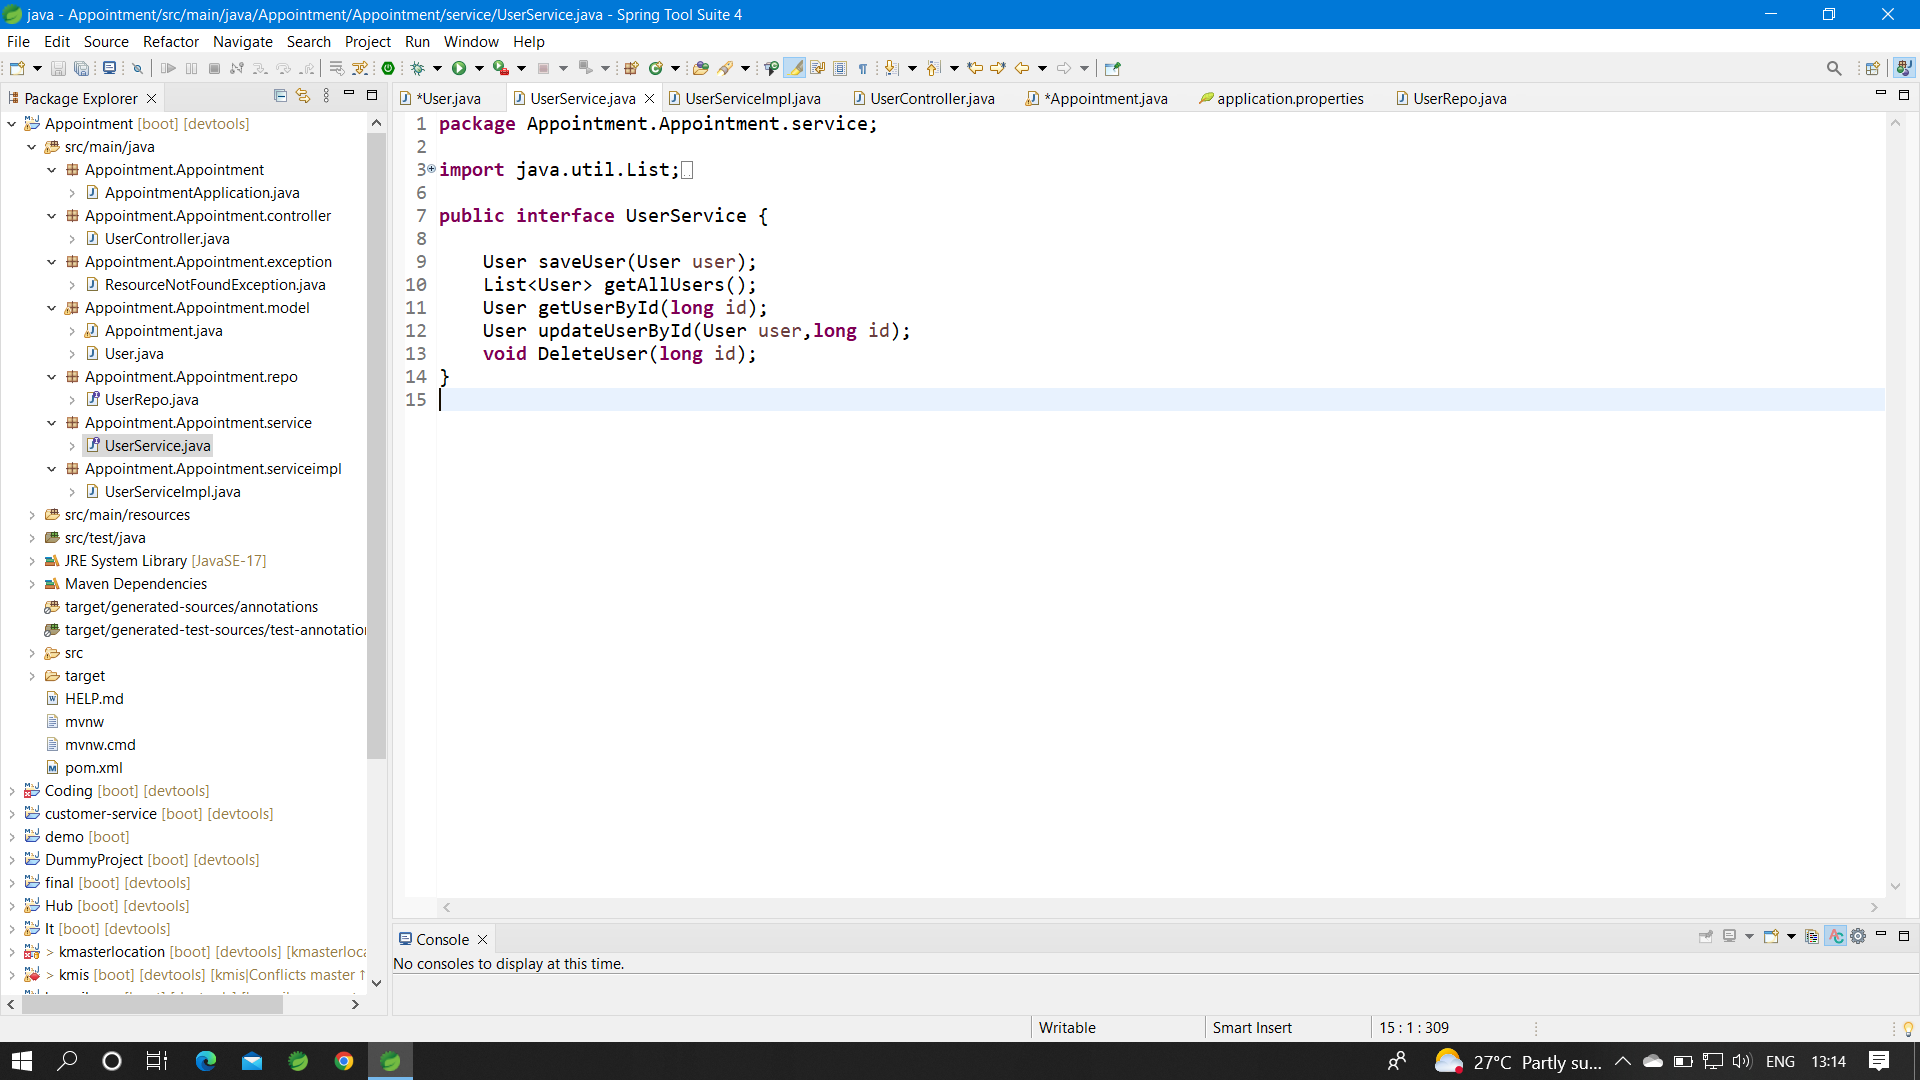 java - Appointment/src/main/java/Appointment/Appointment/service/UserService.java - Spring Tool Suite 4
File Edit Source Refactor Navigate Search Project Run Window Help
Package Explorer
*User.java UserService.java UserServiceImpl.java UserController.java *Appointment.java application.properties UserRepo.java
Appointment [boot] [devtools]
src/main/java
Appointment.Appointment
AppointmentApplication.java
Appointment.Appointment.controller
UserController.java
Appointment.Appointment.exception
ResourceNotFoundException.java
Appointment.Appointment.model
Appointment.java
User.java
Appointment.Appointment.repo
UserRepo.java
Appointment.Appointment.service
UserService.java
Appointment.Appointment.serviceimpl
UserServiceImpl.java
src/main/resources
src/test/java
JRE System Library [JavaSE-17]
Maven Dependencies
target/generated-sources/annotations
target/generated-test-sources/test-annotation
src
target
HELP.md
mvnw
mvnw.cmd
pom.xml
Coding [boot] [devtools]
customer-service [boot] [devtools]
demo [boot]
DummyProject [boot] [devtools]
final [boot] [devtools]
Hub [boot] [devtools]
It [boot] [devtools]
> kmasterlocation [boot] [devtools] [kmasterloca
> kmis [boot] [devtools] [kmis|Conflicts master ↑
1 package Appointment.Appointment.service;
2
3 import java.util.List;
6
7 public interface UserService {
8
9 User saveUser(User user);
10 List<User> getAllUsers();
11 User getUserById(long id);
12 User updateUserById(User user,long id);
13 void DeleteUser(long id);
14 }
15
Console
No consoles to display at this time.
Writable Smart Insert 15 : 1 : 309
27°C Partly su... ENG 13:14